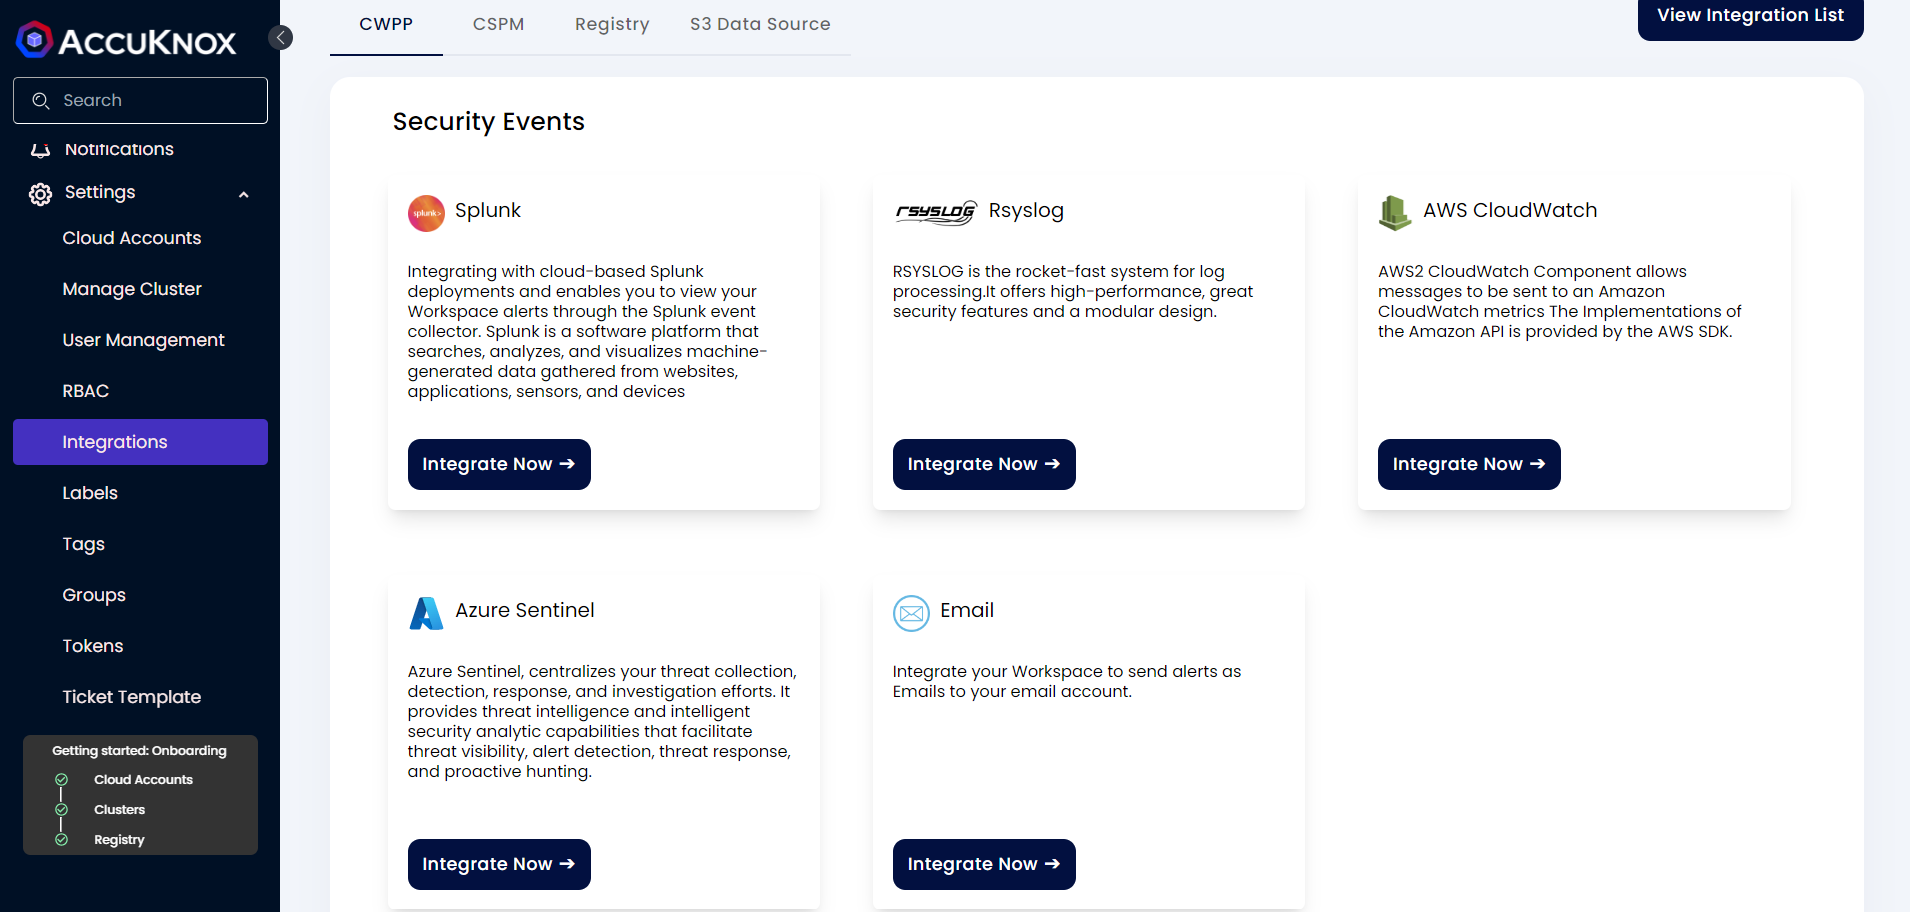 ACCUKNOX
Search
Notifications
Settings
Cloud Accounts
Manage Cluster
User Management
RBAC
Integrations
Labels
Tags
Groups
Tokens
Ticket Template
Getting started: Onboarding
Cloud Accounts
Clusters
Registry
CWPP CSPM Registry S3 Data Source
View Integration List
Security Events
splunk>
Splunk
Integrating with cloud-based Splunk
deployments and enables you to view your
Workspace alerts through the Splunk event
collector. Splunk is a software platform that
searches, analyzes, and visualizes machine-
generated data gathered from websites,
applications, sensors, and devices
Integrate Now →
RSYSLOG
Rsyslog
RSYSLOG is the rocket-fast system for log
processing.It offers high-performance, great
security features and a modular design.
Integrate Now →
AWS CloudWatch
AWS2 CloudWatch Component allows
messages to be sent to an Amazon
CloudWatch metrics The Implementations of
the Amazon API is provided by the AWS SDK.
Integrate Now →
Azure Sentinel
Azure Sentinel, centralizes your threat collection,
detection, response, and investigation efforts. It
provides threat intelligence and intelligent
security analytic capabilities that facilitate
threat visibility, alert detection, threat response,
and proactive hunting.
Integrate Now →
Email
Integrate your Workspace to send alerts as
Emails to your email account.
Integrate Now →